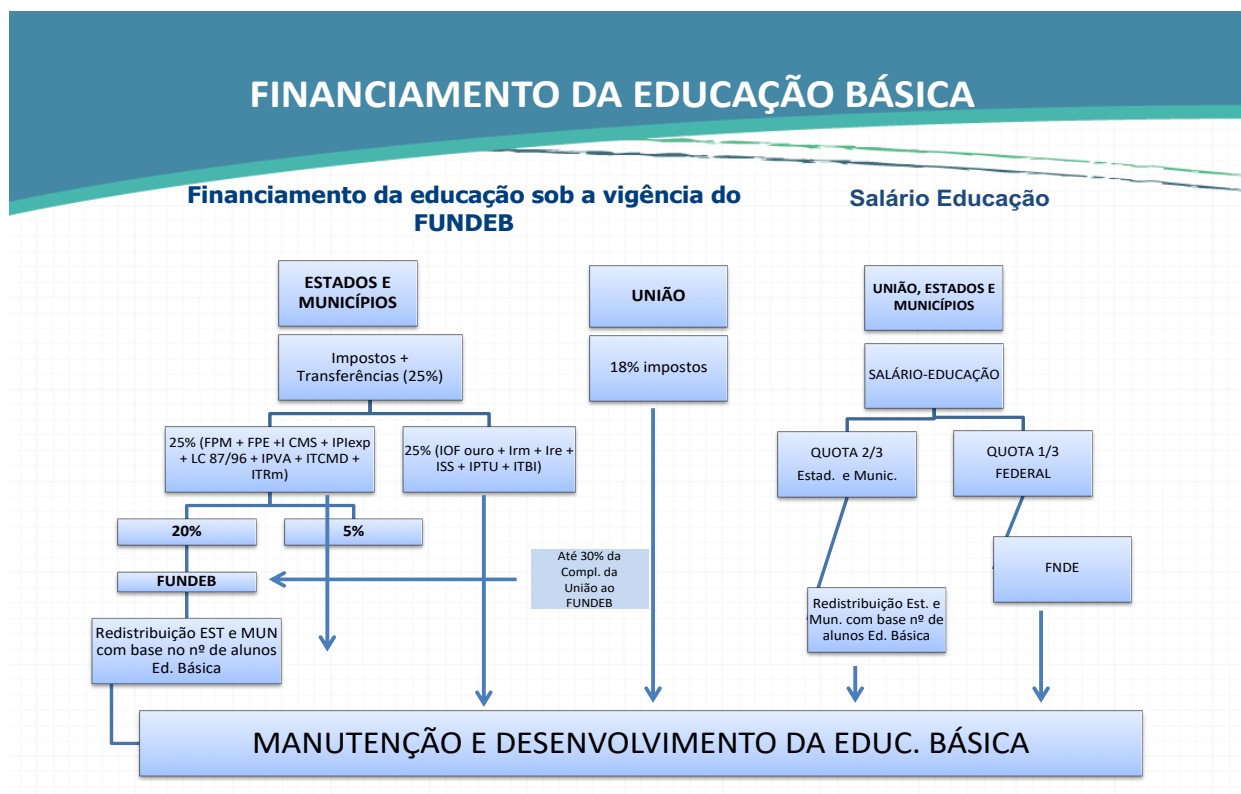 FINANCIAMENTO DA EDUCAÇÃO BÁSICA
Financiamento da educação sob a vigência do
FUNDEB
Salário Educação
ESTADOS E
MUNICÍPIOS
UNIÃO
UNIÃO, ESTADOS E
MUNICÍPIOS
Impostos +
Transferências (25%)
18% impostos
SALÁRIO-EDUCAÇÃO
25% (FPM + FPE +I CMS + IPIexp
+ LC 87/96 + IPVA + ITCMD +
ITRm)
25% (IOF ouro + Irm + Ire +
ISS + IPTU + ITBI)
QUOTA 2/3
Estad. e Munic.
QUOTA 1/3
FEDERAL
20%
5%
FUNDEB
Até 30% da
Compl. da
União ao
FUNDEB
FNDE
Redistribuição EST e MUN
com base no nº de alunos
Ed. Básica
Redistribuição Est. e
Mun. com base nº de
alunos Ed. Básica
MANUTENÇÃO E DESENVOLVIMENTO DA EDUC. BÁSICA